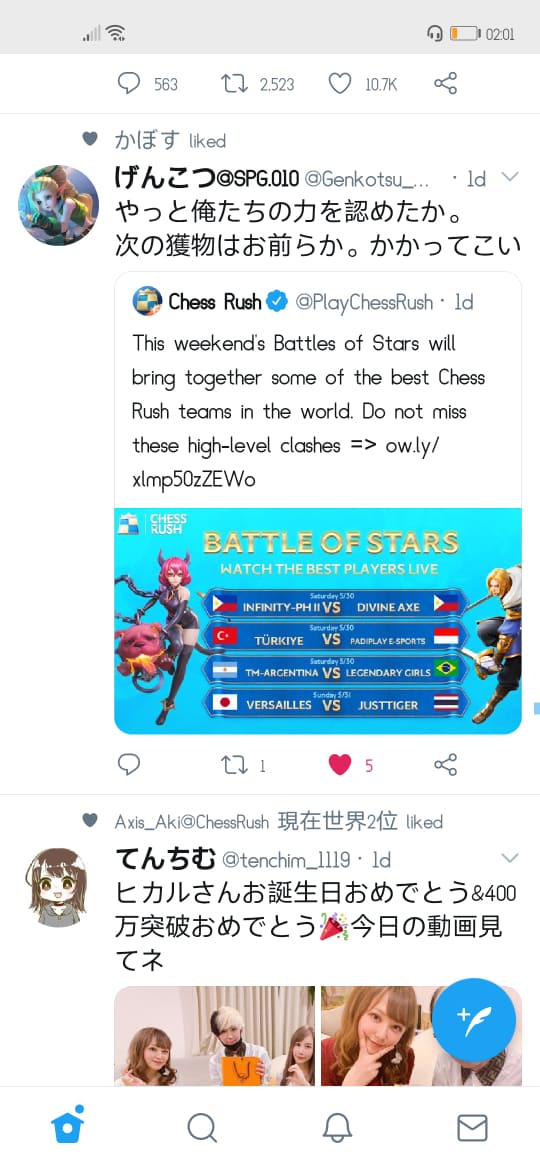 02:01
563 2,523 10.7K
かぼす liked
げんこつ@SPG.010 @Genkotsu_... · 1d
やっと俺たちの力を認めたか。
次の獲物はお前らか。かかってこい
Chess Rush @PlayChessRush · 1d
This weekend's Battles of Stars will
bring together some of the best Chess
Rush teams in the world. Do not miss
these high-level clashes => ow.ly/
xlmp50zZEWo
CHESS
RUSH
BATTLE OF STARS
WATCH THE BEST PLAYERS LIVE
Saturday 5/30
INFINITY-PH II VS DIVINE AXE
Saturday 5/30
TÜRKIYE VS PADIPLAY E-SPORTS
Saturday 5/30
TM-ARGENTINA VS LEGENDARY GIRLS
Sunday 5/31
VERSAILLES VS JUSTTIGER
1 5
Axis_Aki@ChessRush 現在世界2位 liked
てんちむ @tenchim_1119 · 1d
ヒカルさんお誕生日おめでとう&400
万突破おめでとう🎉今日の動画見
てネ